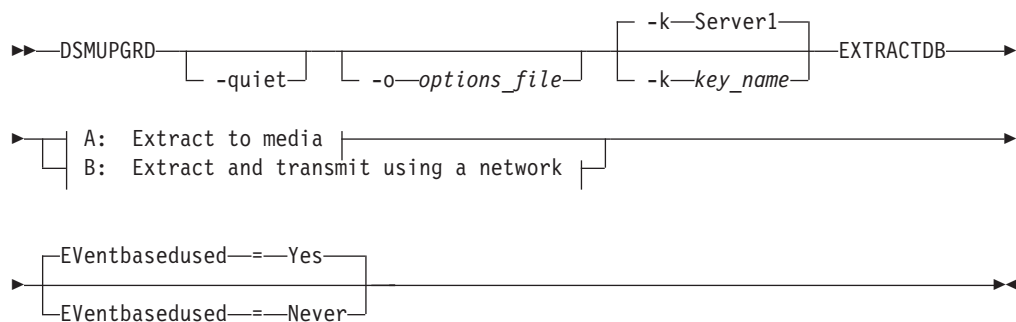 -k Server1
DSMUPGRD -quiet -o options_file -k key_name EXTRACTDB
A: Extract to media
B: Extract and transmit using a network
EVentbasedused = Yes
EVentbasedused = Never